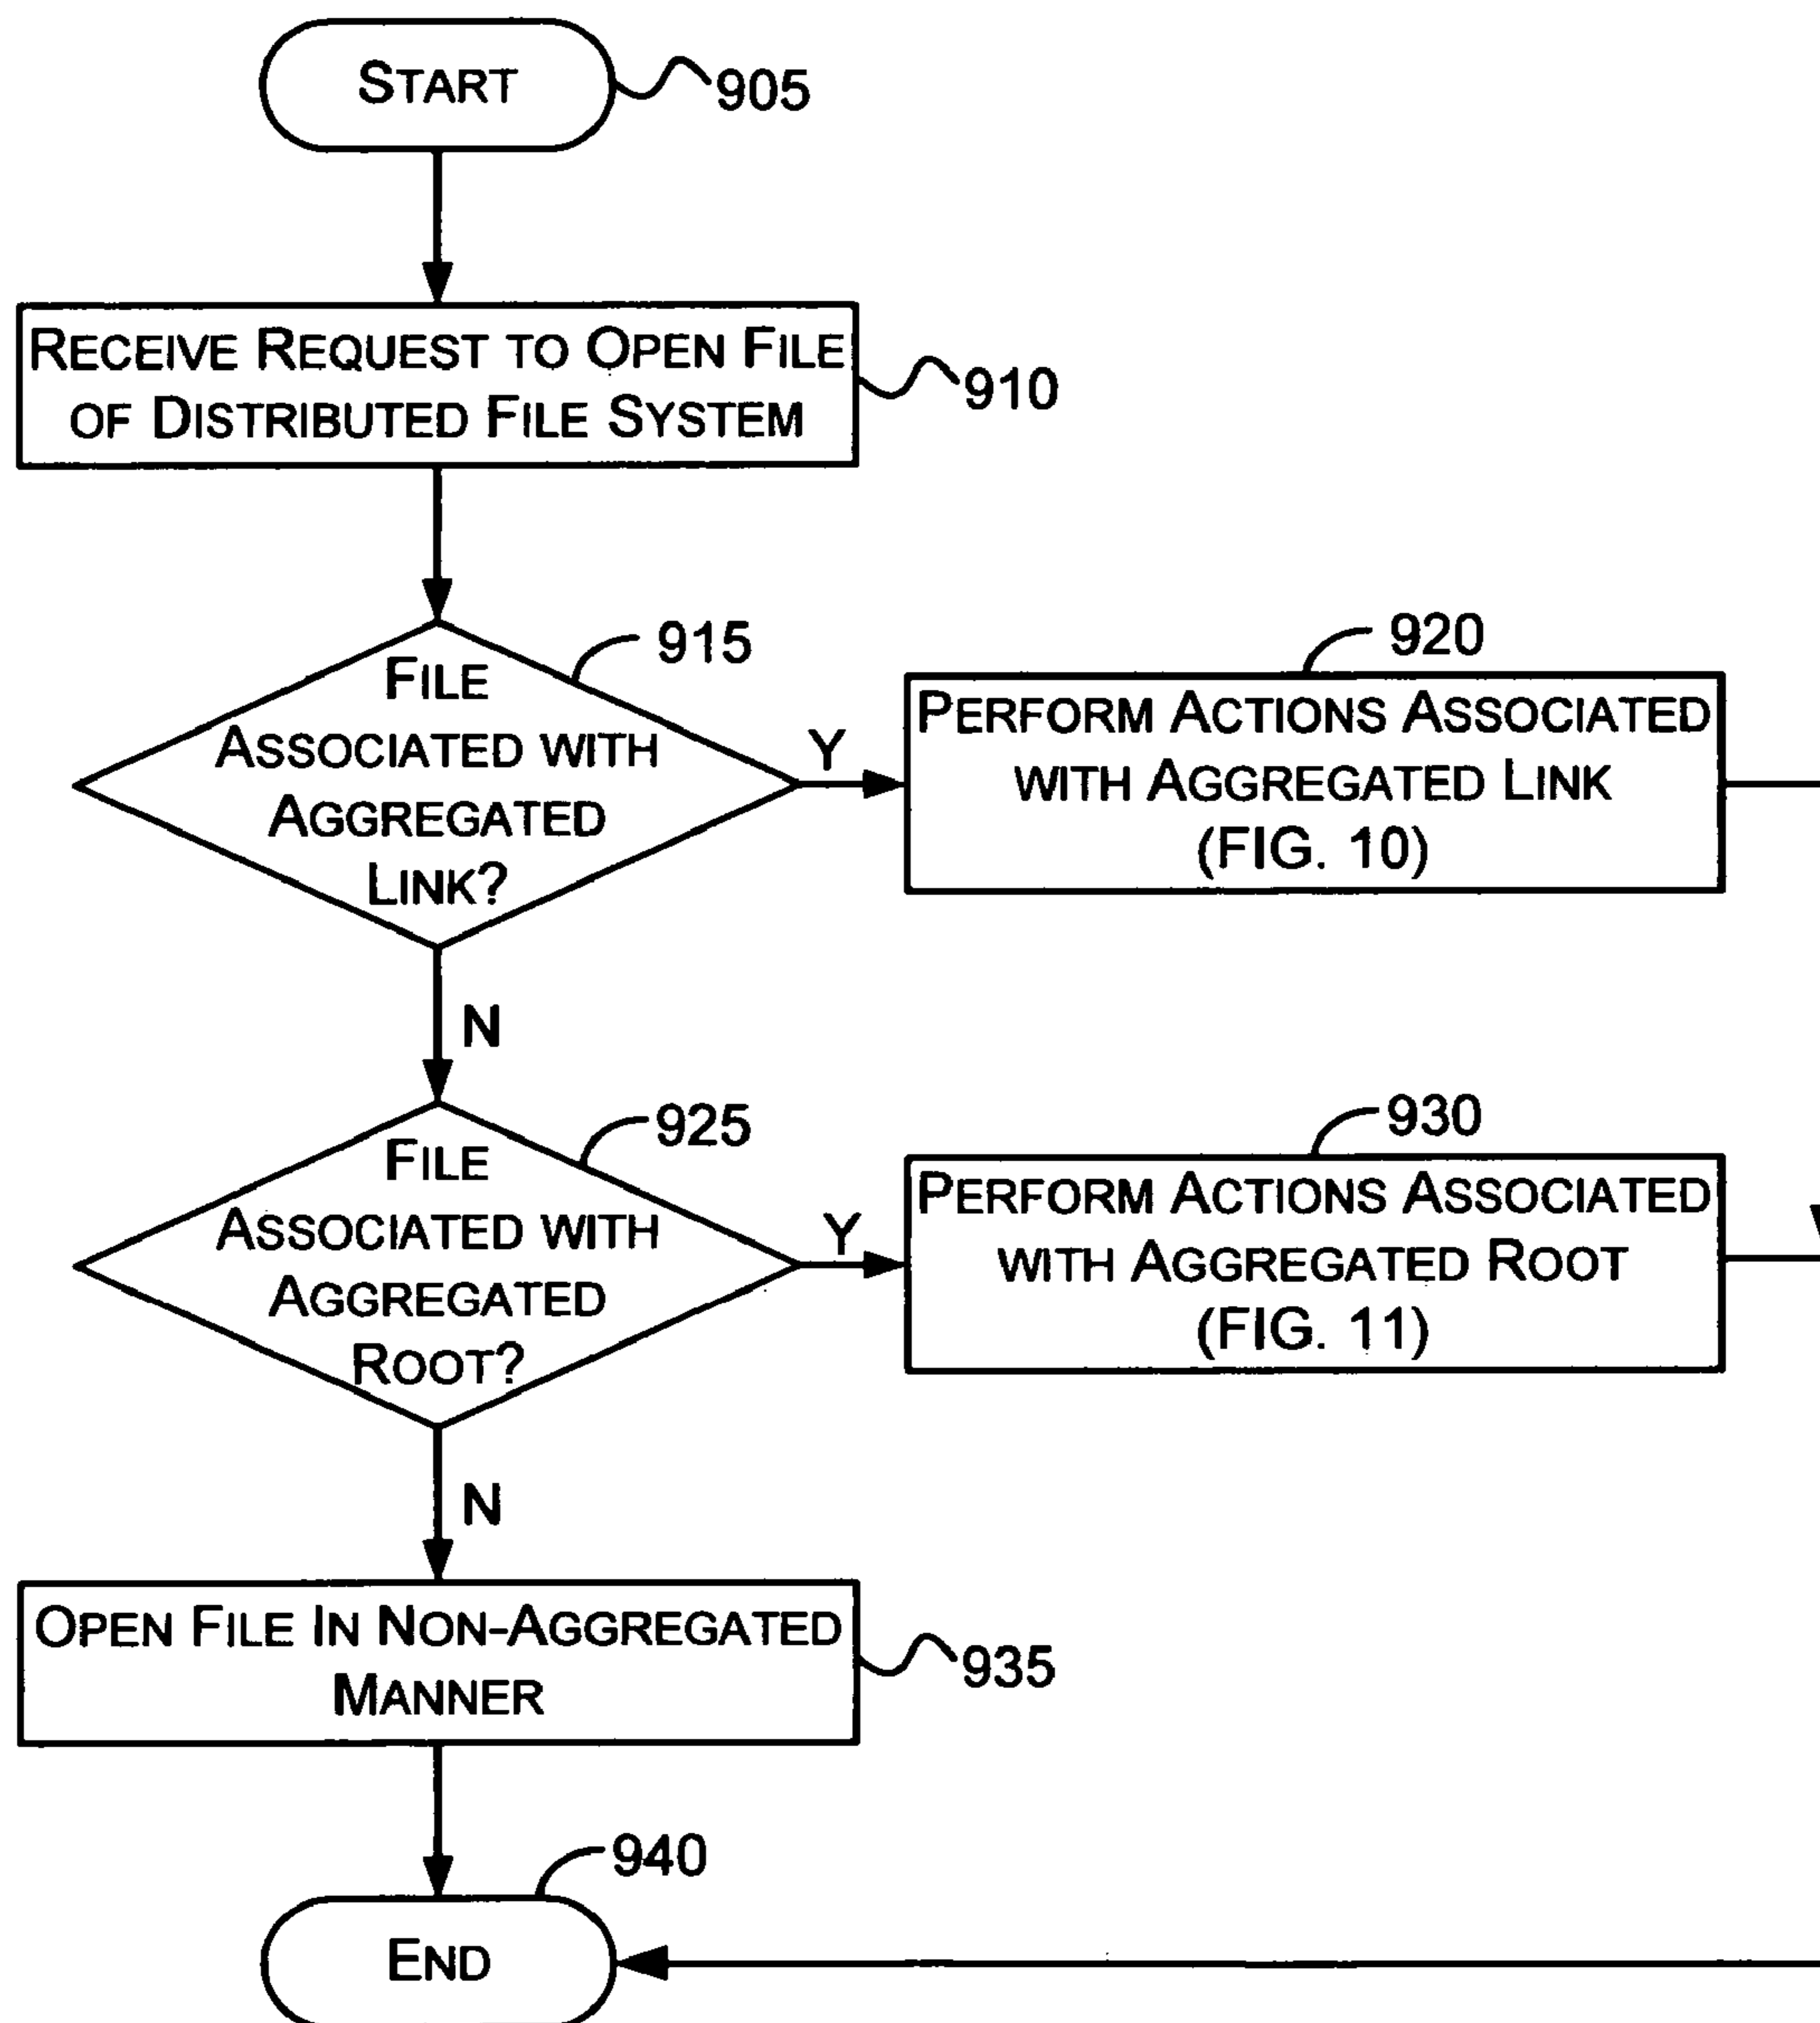 START
905
RECEIVE REQUEST TO OPEN FILE
OF DISTRIBUTED FILE SYSTEM
910
FILE
ASSOCIATED WITH
AGGREGATED
LINK?
915
Y
920
PERFORM ACTIONS ASSOCIATED
WITH AGGREGATED LINK
(FIG. 10)
N
FILE
ASSOCIATED WITH
AGGREGATED
ROOT?
925
Y
930
PERFORM ACTIONS ASSOCIATED
WITH AGGREGATED ROOT
(FIG. 11)
N
OPEN FILE IN NON-AGGREGATED
MANNER
935
940
END